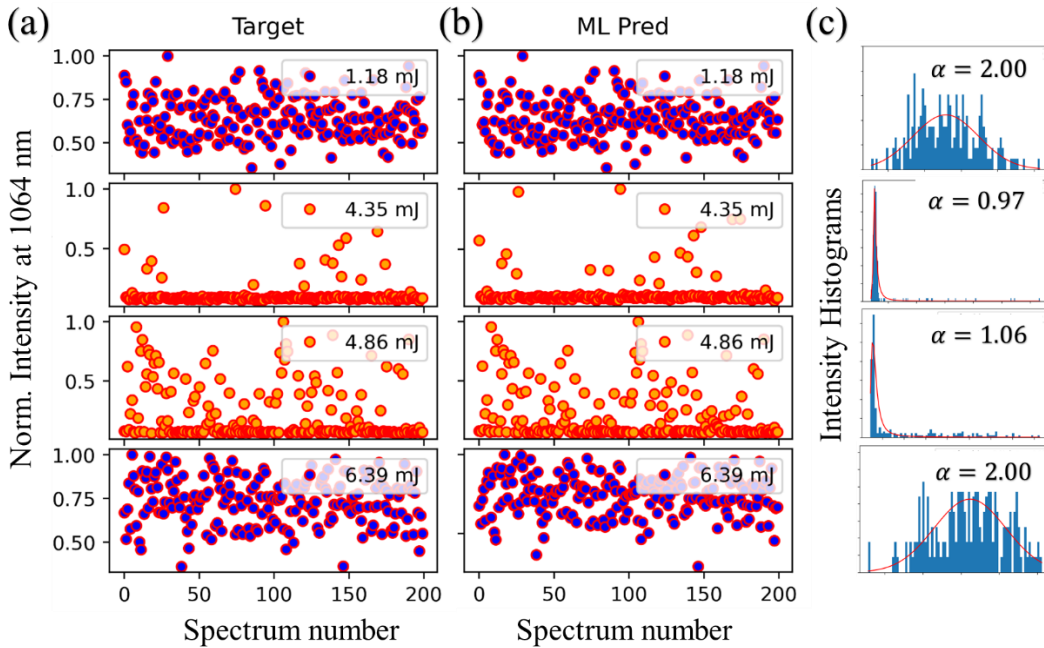 (a)
Target
(b)
ML Pred
(c)
Norm. Intensity at 1064 nm
1.00
0.75
0.50
1.18 mJ
1.18 mJ
α = 2.00
1.0
0.5
4.35 mJ
4.35 mJ
α = 0.97
1.0
0.5
4.86 mJ
4.86 mJ
α = 1.06
1.00
0.75
0.50
6.39 mJ
6.39 mJ
α = 2.00
Intensity Histograms
0 50 100 150 200
0 50 100 150 200
Spectrum number
Spectrum number